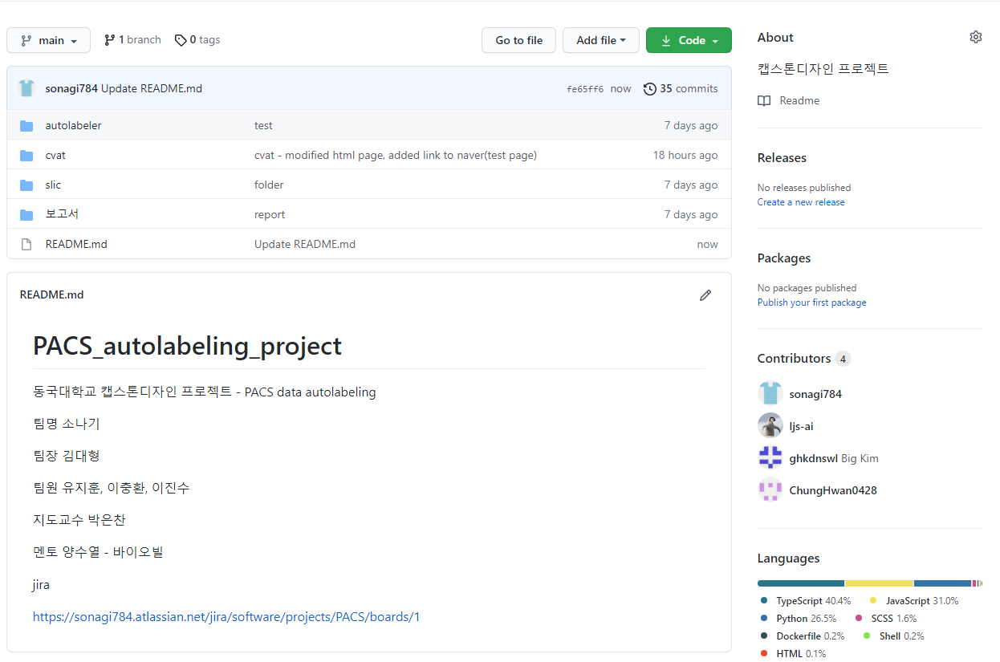 main
1 branch
0 tags
Go to file
Add file
Code
sonagi784 Update README.md
fe65ff6 now
35 commits
autolabeler test 7 days ago
cvat cvat - modified html page, added link to naver(test page) 18 hours ago
slic folder 7 days ago
보고서 report 7 days ago
README.md Update README.md now
README.md
PACS_autolabeling_project
동국대학교 캡스톤디자인 프로젝트 - PACS data autolabeling
팀명 소나기
팀장 김대형
팀원 유지훈, 이충환, 이진수
지도교수 박은찬
멘토 양수열 - 바이오빌
jira
https://sonagi784.atlassian.net/jira/software/projects/PACS/boards/1
About
캡스톤디자인 프로젝트
Readme
Releases
No releases published
Create a new release
Packages
No packages published
Publish your first package
Contributors 4
sonagi784
ljs-ai
ghkdnswl Big Kim
ChungHwan0428
Languages
TypeScript 40.4% JavaScript 31.0%
Python 26.5% SCSS 1.6%
Dockerfile 0.2% Shell 0.2%
HTML 0.1%